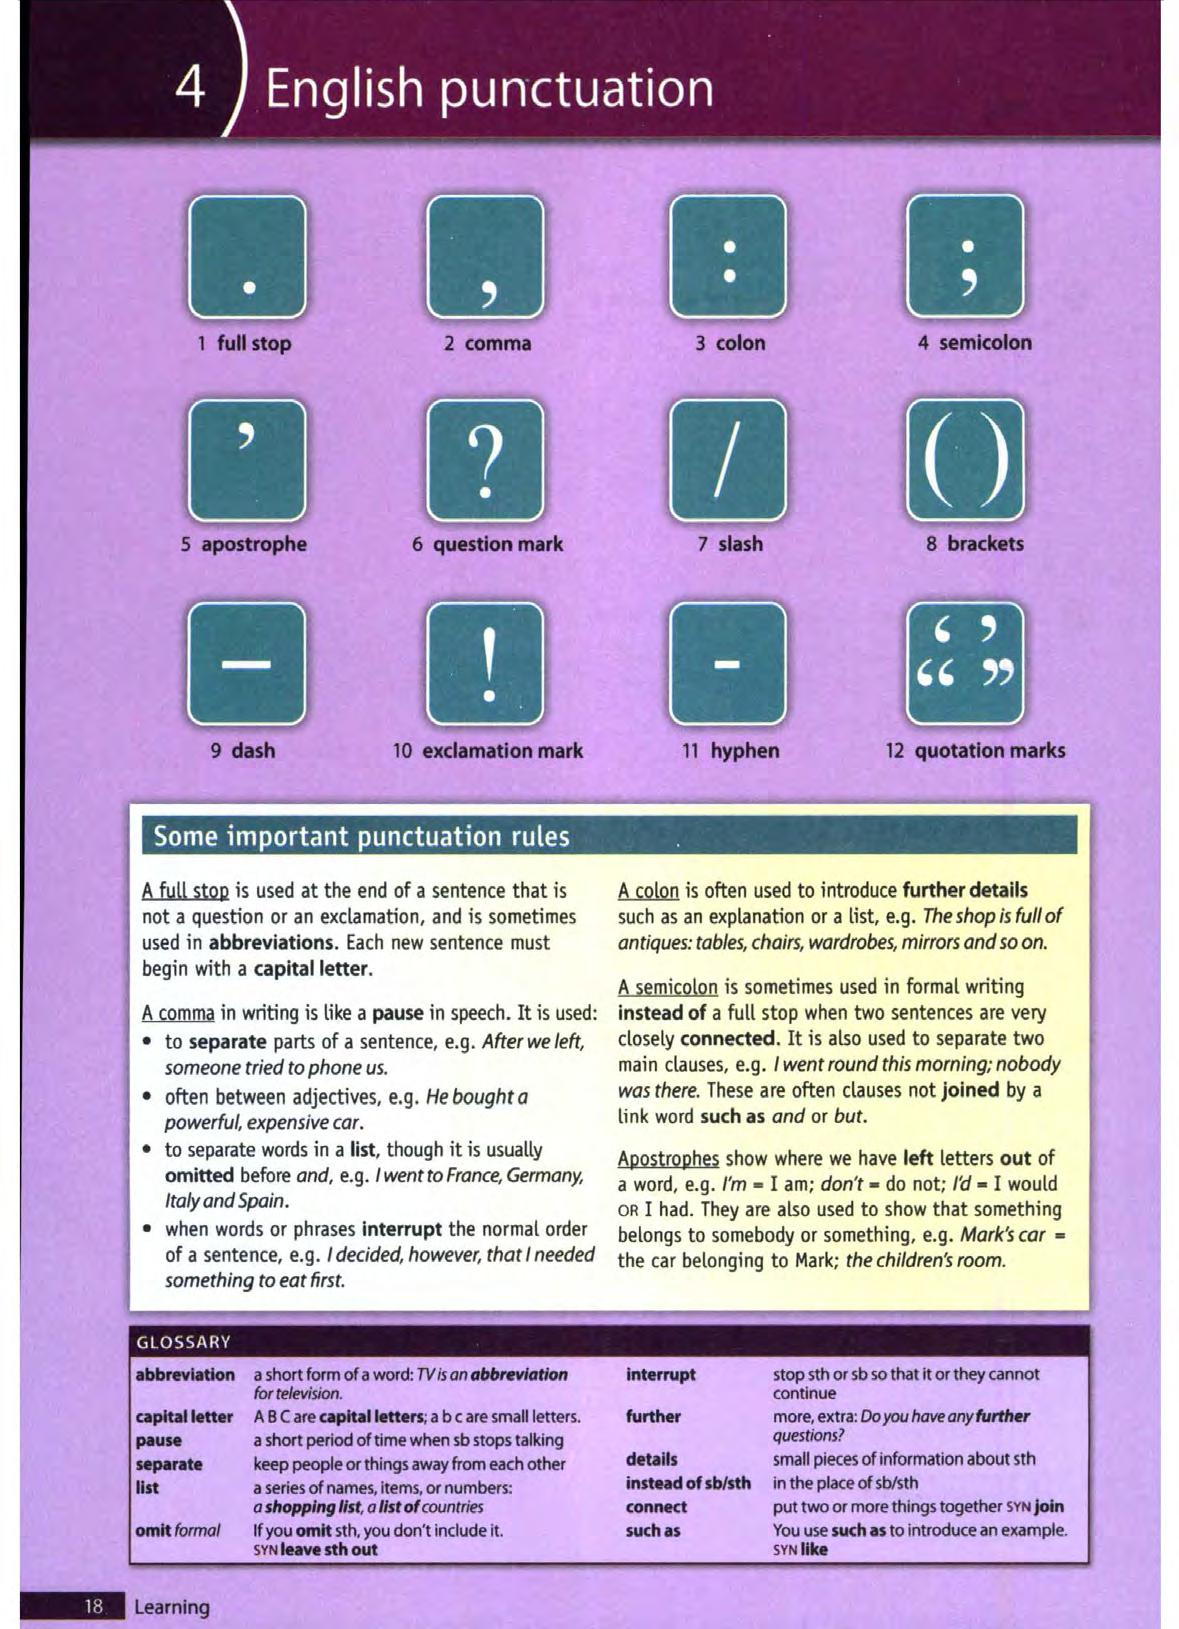 4 English punctuation
.
,
:
;
1 full stop
2 comma
3 colon
4 semicolon
’
?
/
( )
5 apostrophe
6 question mark
7 slash
8 brackets
–
!
-
‘ ’
“ ”
9 dash
10 exclamation mark
11 hyphen
12 quotation marks
Some important punctuation rules
A full stop is used at the end of a sentence that is
not a question or an exclamation, and is sometimes
used in abbreviations. Each new sentence must
begin with a capital letter.
A comma in writing is like a pause in speech. It is used:
• to separate parts of a sentence, e.g. After we left,
someone tried to phone us.
• often between adjectives, e.g. He bought a
powerful, expensive car.
• to separate words in a list, though it is usually
omitted before and, e.g. I went to France, Germany,
Italy and Spain.
• when words or phrases interrupt the normal order
of a sentence, e.g. I decided, however, that I needed
something to eat first.
A colon is often used to introduce further details
such as an explanation or a list, e.g. The shop is full of
antiques: tables, chairs, wardrobes, mirrors and so on.
A semicolon is sometimes used in formal writing
instead of a full stop when two sentences are very
closely connected. It is also used to separate two
main clauses, e.g. I went round this morning; nobody
was there. These are often clauses not joined by a
link word such as and or but.
Apostrophes show where we have left letters out of
a word, e.g. I'm = I am; don't = do not; I'd = I would
OR I had. They are also used to show that something
belongs to somebody or something, e.g. Mark's car =
the car belonging to Mark; the children's room.
GLOSSARY
abbreviation a short form of a word: TV is an abbreviation
for television.
capital letter A B C are capital letters; a b c are small letters.
pause a short period of time when sb stops talking
separate keep people or things away from each other
list a series of names, items, or numbers:
a shopping list, a list of countries
omit formal If you omit sth, you don't include it.
SYN leave sth out
interrupt stop sth or sb so that it or they cannot
continue
further more, extra: Do you have any further
questions?
details small pieces of information about sth
instead of sb/sth in the place of sb/sth
connect put two or more things together SYN join
such as You use such as to introduce an example.
SYN like
18 Learning